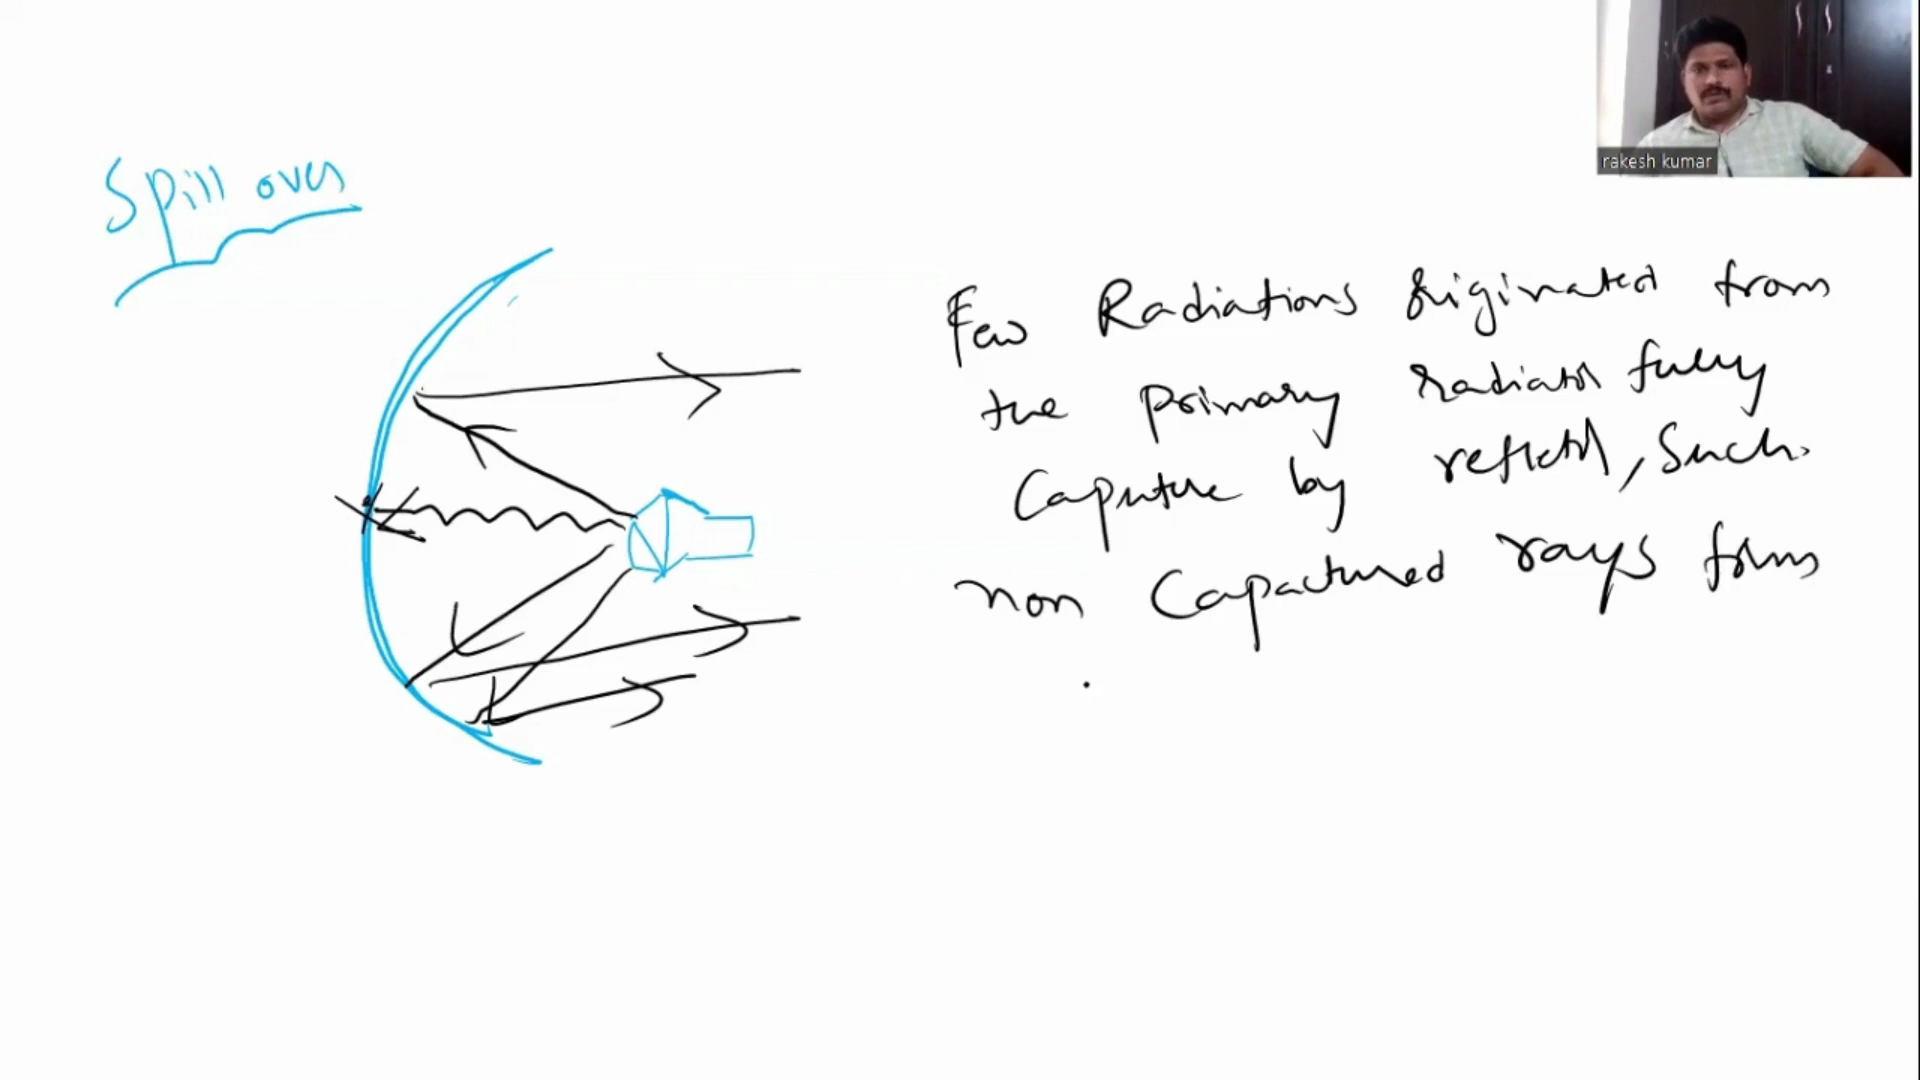 rakesh kumar
Spill over
Few Radiations originated from
the primary radiator fully
Caputure by reflector, Such
non Capactured rays forms